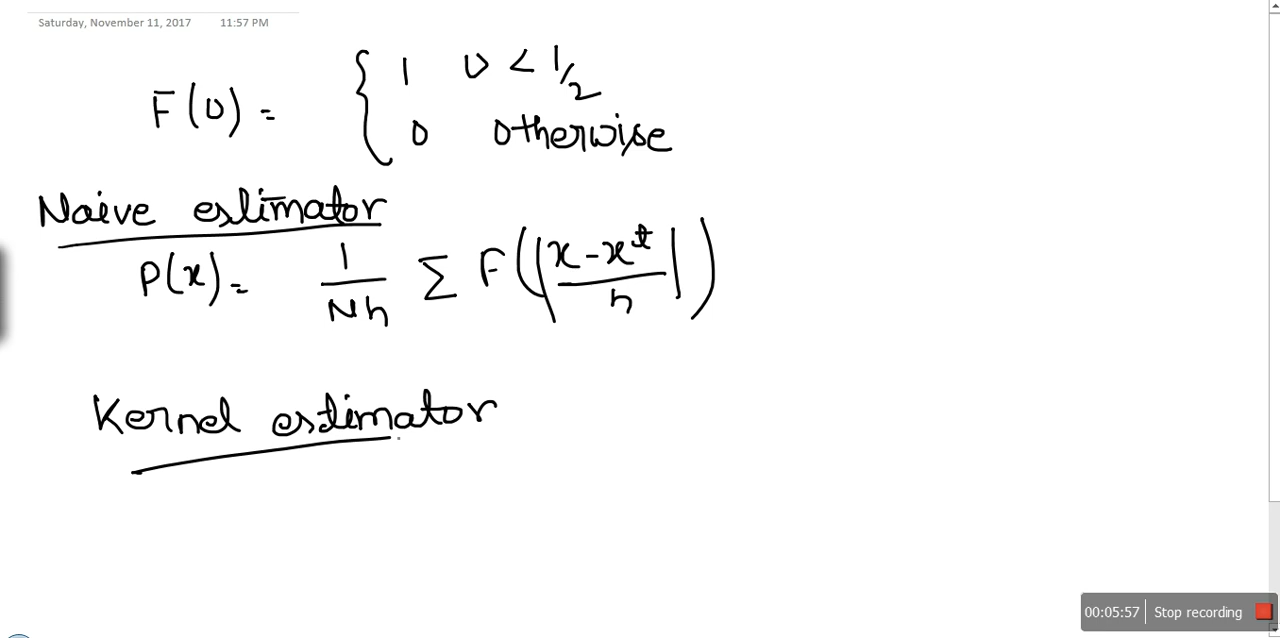 Saturday, November 11, 2017 11:57 PM
F(υ) = { 1 υ < 1/2
0 otherwise
Naive estimator
P(x) = 1/Nh Σ F(|x - x^t / h|)
Kernel estimator
00:05:57 Stop recording